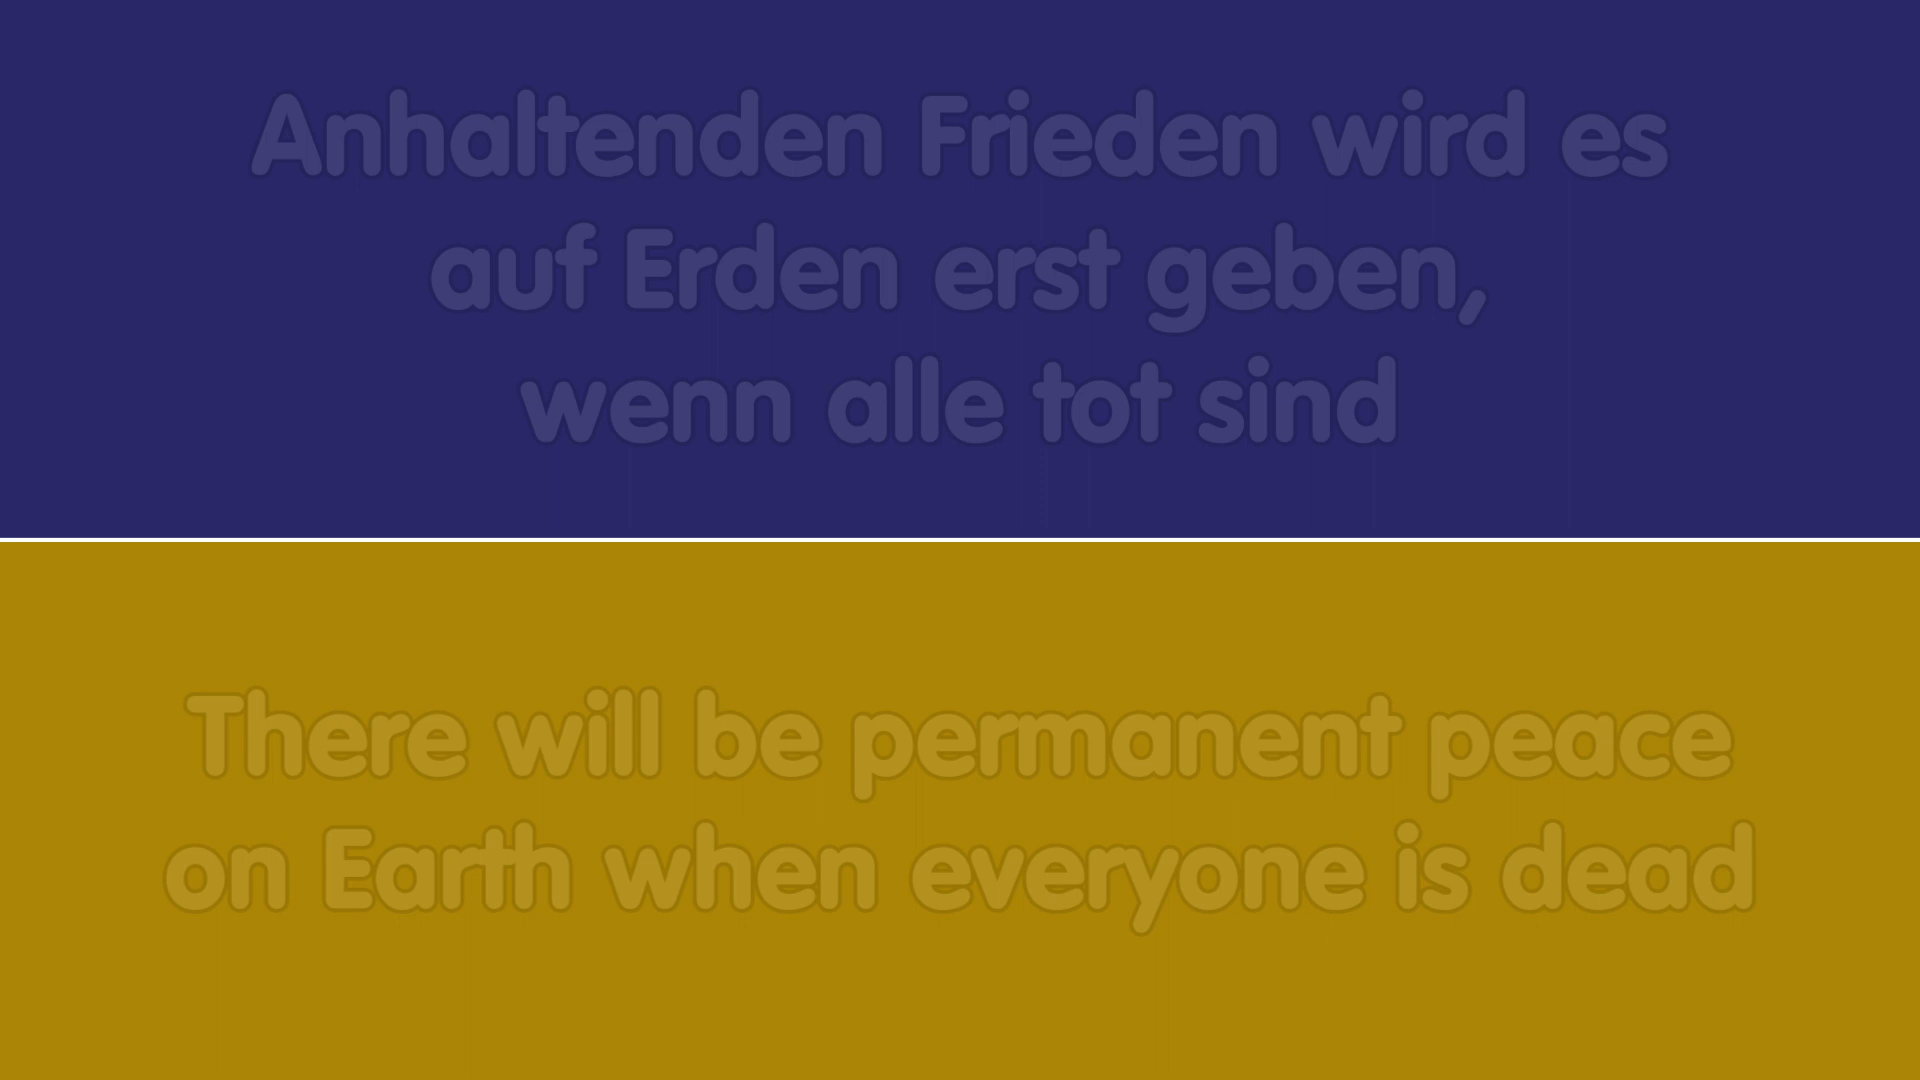 Anhaltenden Frieden wird es
auf Erden erst geben,
wenn alle tot sind
There will be permanent peace
on Earth when everyone is dead